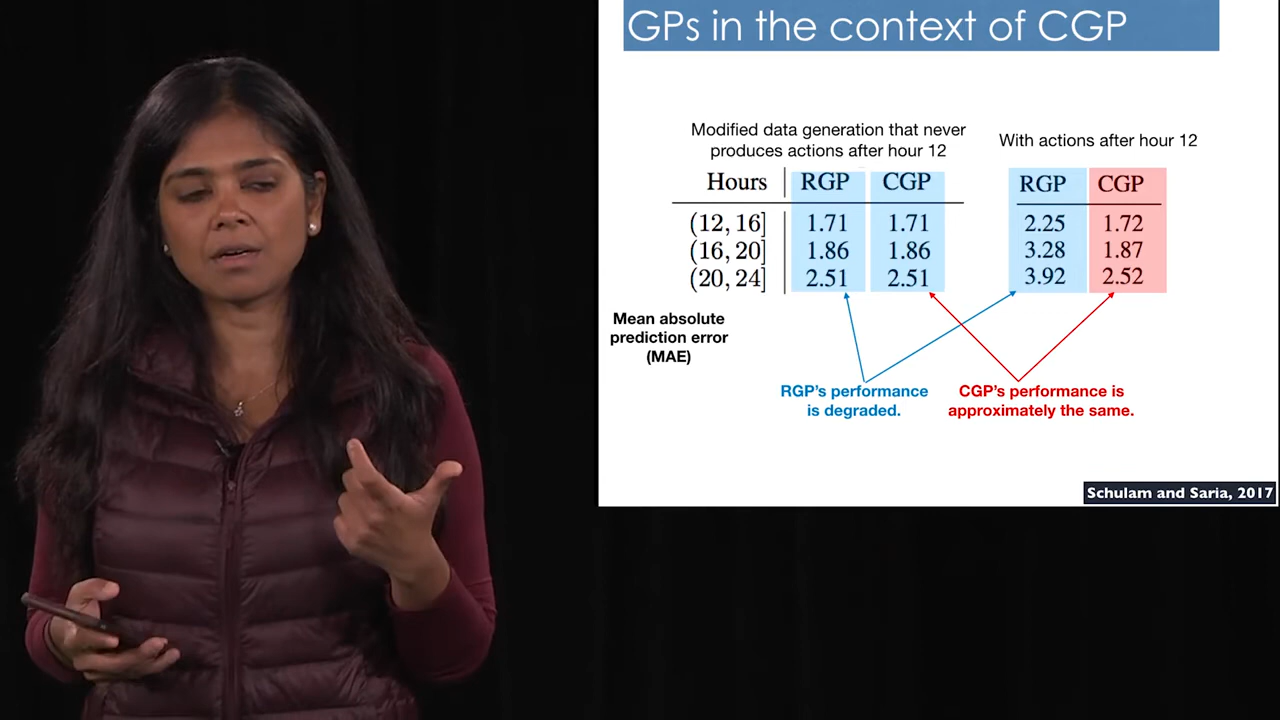 GPs in the context of CGP
Modified data generation that never
produces actions after hour 12
With actions after hour 12
Hours RGP CGP RGP CGP
(12, 16] 1.71 1.71 2.25 1.72
(16, 20] 1.86 1.86 3.28 1.87
(20, 24] 2.51 2.51 3.92 2.52
Mean absolute
prediction error
(MAE)
RGP's performance
is degraded.
CGP's performance is
approximately the same.
Schulam and Saria, 2017